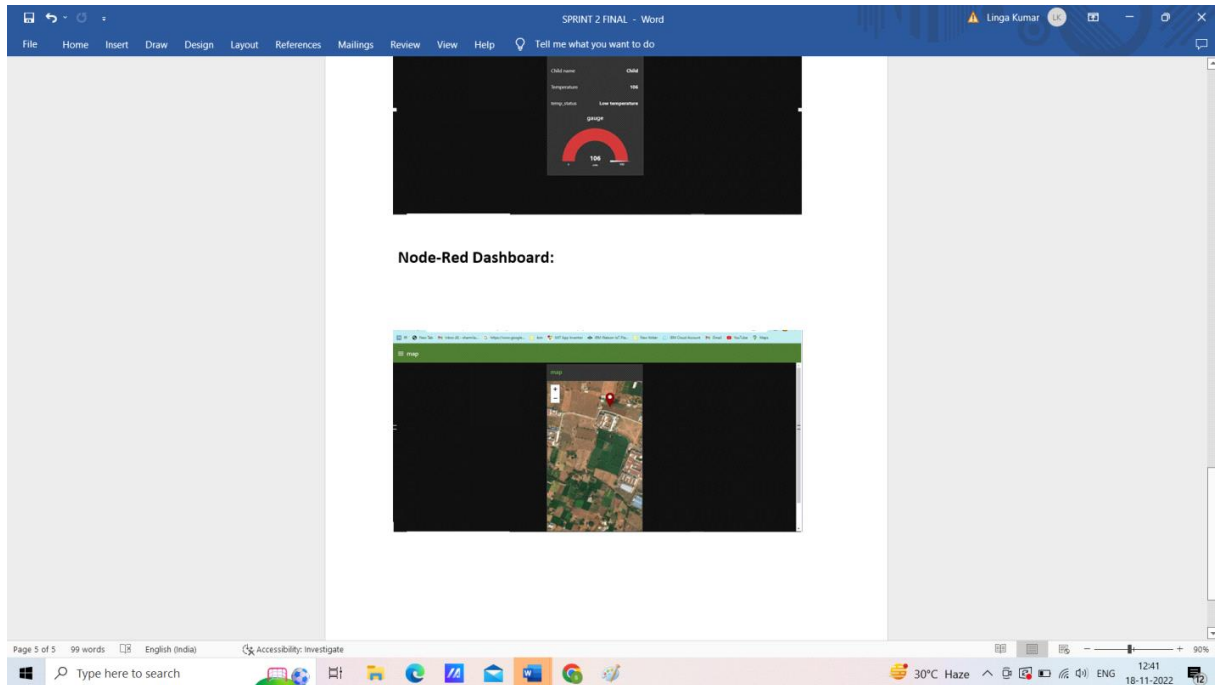 SPRINT 2 FINAL - Word
Linga Kumar
LK
File Home Insert Draw Design Layout References Mailings Review View Help Tell me what you want to do
Child name Child
Temperature 106
temp_status Low temperature
gauge
106
Node-Red Dashboard:
map
map
+
−
Page 5 of 5 99 words English (India) Accessibility: Investigate
90%
Type here to search
30°C Haze
ENG
12:41
18-11-2022
12